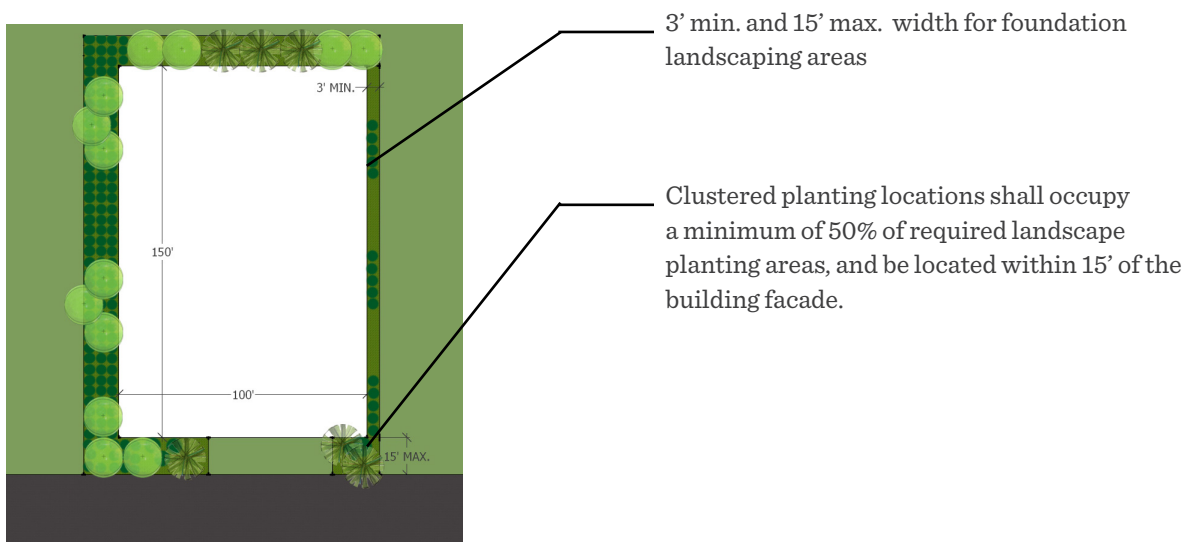 3’ min. and 15’ max.  width for foundation
landscaping areas
3' MIN.
Clustered planting locations shall occupy
a minimum of 50% of required landscape
planting areas, and be located within 15’ of the
building facade.
150'
100'
15' MAX.